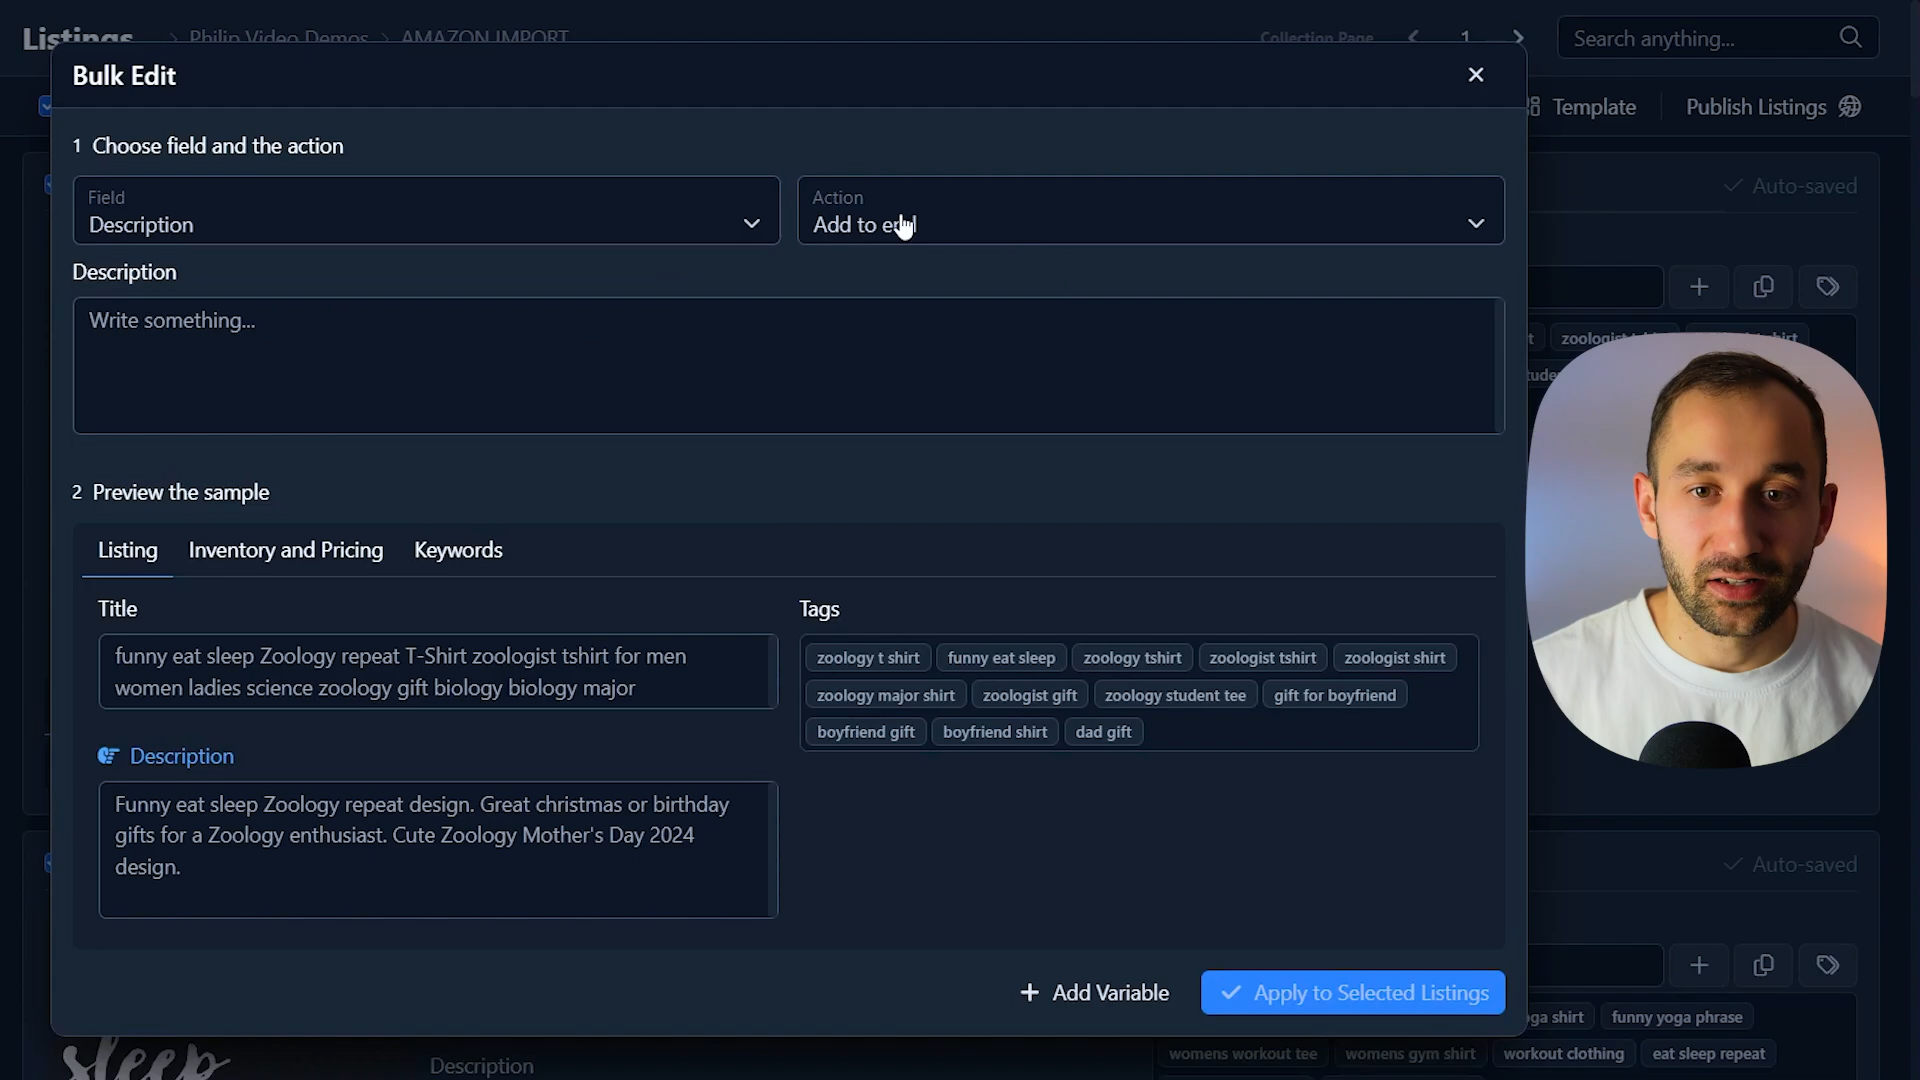 Listings > Philip Video Demos > AMAZON IMPORT
Collection Page
1
Search anything...
Bulk Edit
Template
Publish Listings
1 Choose field and the action
Field
Description
Action
Add to end
Auto-saved
Description
Write something...
2 Preview the sample
Listing
Inventory and Pricing
Keywords
Title
funny eat sleep Zoology repeat T-Shirt zoologist tshirt for men
women ladies science zoology gift biology biology major
Tags
zoology t shirt
funny eat sleep
zoology tshirt
zoologist tshirt
zoologist shirt
zoology major shirt
zoologist gift
zoology student tee
gift for boyfriend
boyfriend gift
boyfriend shirt
dad gift
Description
Funny eat sleep Zoology repeat design. Great christmas or birthday
gifts for a Zoology enthusiast. Cute Zoology Mother's Day 2024
design.
Auto-saved
Add Variable
Apply to Selected Listings
funny yoga phrase
sleep
Description
womens workout tee
womens gym shirt
workout clothing
eat sleep repeat